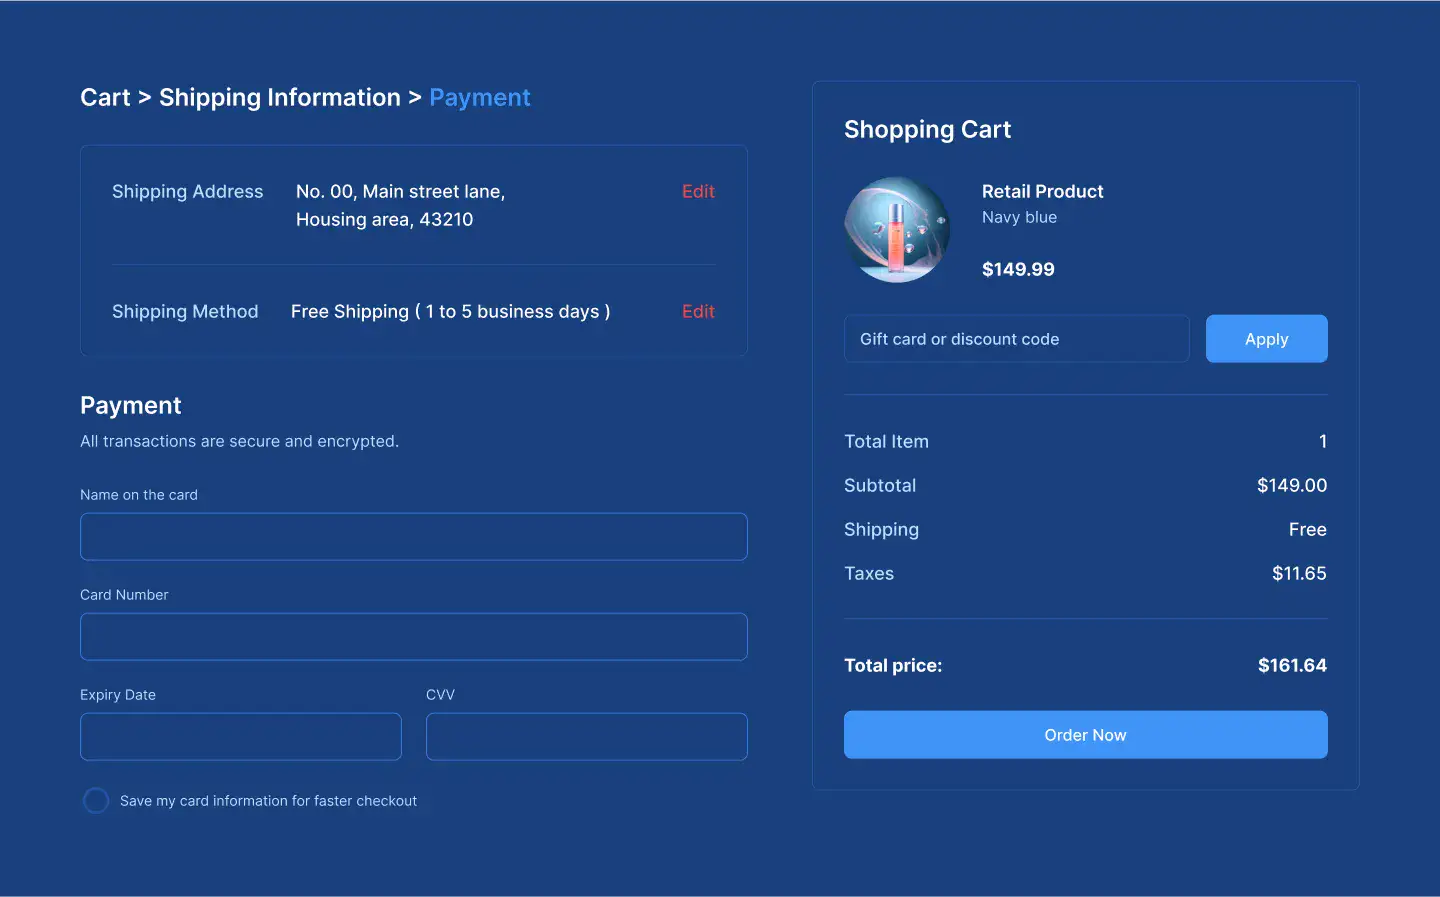 Cart > Shipping Information > Payment
Shipping Address
No. 00, Main street lane,
Housing area, 43210
Edit
Shipping Method
Free Shipping ( 1 to 5 business days )
Edit
Payment
All transactions are secure and encrypted.
Name on the card
Card Number
Expiry Date
CVV
Save my card information for faster checkout
Shopping Cart
Retail Product
Navy blue
$149.99
Gift card or discount code
Apply
Total Item
1
Subtotal
$149.00
Shipping
Free
Taxes
$11.65
Total price:
$161.64
Order Now